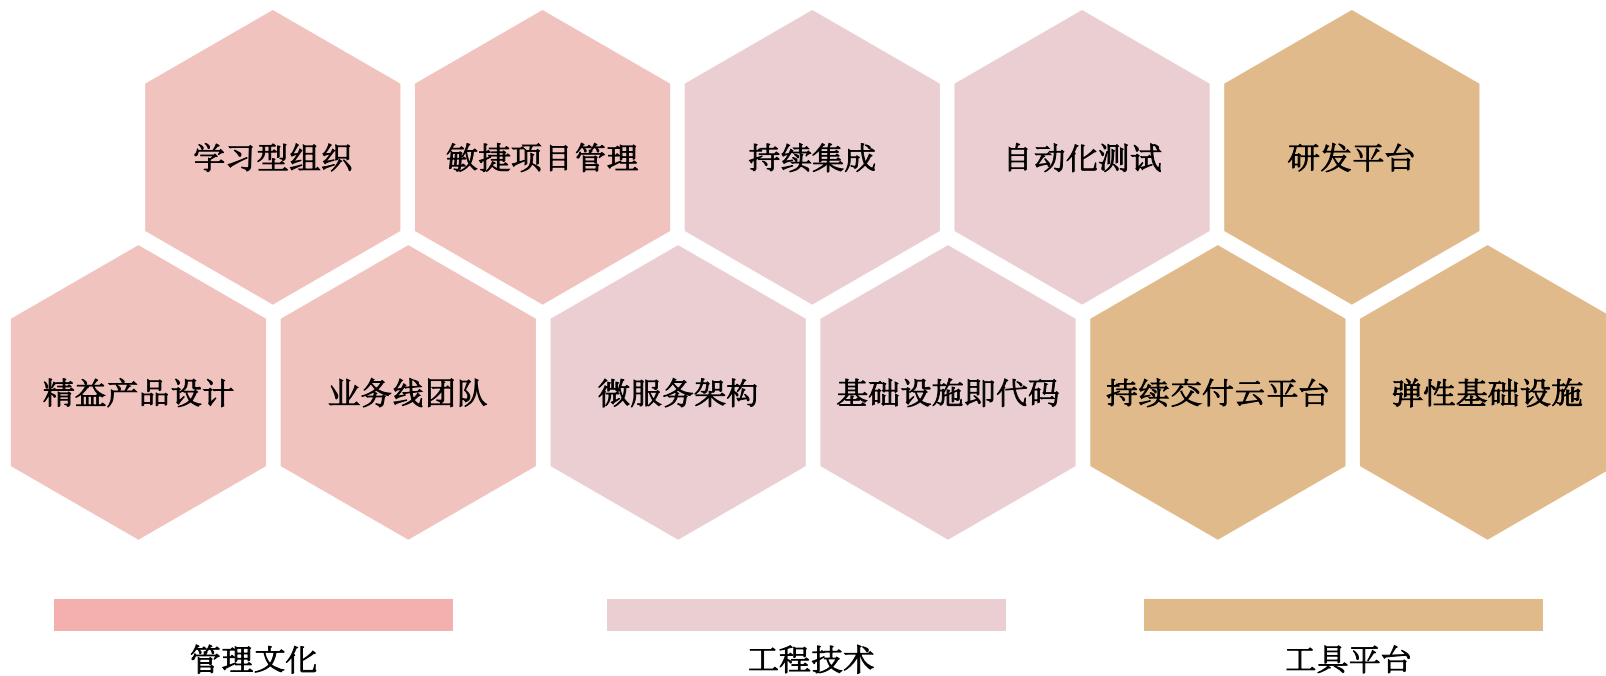 学习型组织
敏捷项目管理
持续集成
自动化测试
研发平台
精益产品设计
业务线团队
微服务架构
基础设施即代码
持续交付云平台
弹性基础设施
管理文化
工程技术
工具平台